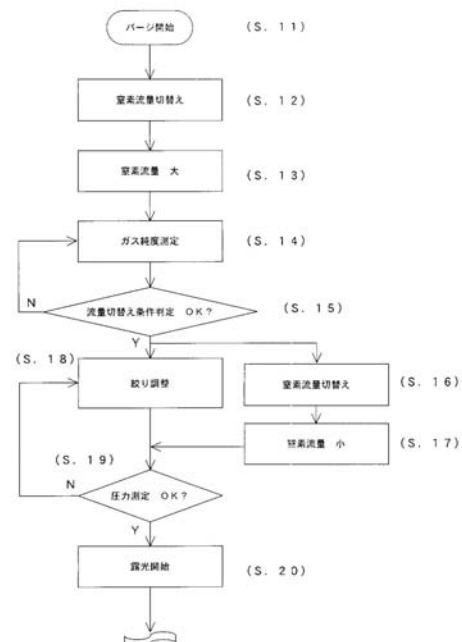 パージ開始 (S. 11)
窒素流量切替え (S. 12)
窒素流量 大 (S. 13)
ガス純度測定 (S. 14)
N
流量切替え条件判定 OK? (S. 15)
Y
(S. 18)
絞り調整
窒素流量切替え (S. 16)
窒素流量 小 (S. 17)
(S. 19)
N
圧力測定 OK?
Y
露光開始 (S. 20)